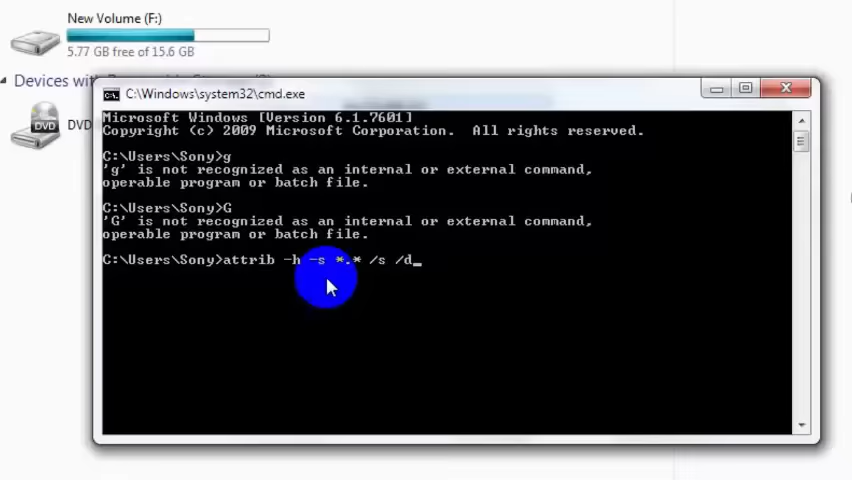 New Volume (F:)
5.77 GB free of 15.6 GB
Devices with
DVD
C:\Windows\system32\cmd.exe
Microsoft Windows [Version 6.1.7601]
Copyright (c) 2009 Microsoft Corporation.  All rights reserved.
C:\Users\Sony>g
'g' is not recognized as an internal or external command,
operable program or batch file.
C:\Users\Sony>G
'G' is not recognized as an internal or external command,
operable program or batch file.
C:\Users\Sony>attrib -h -s *.* /s /d_